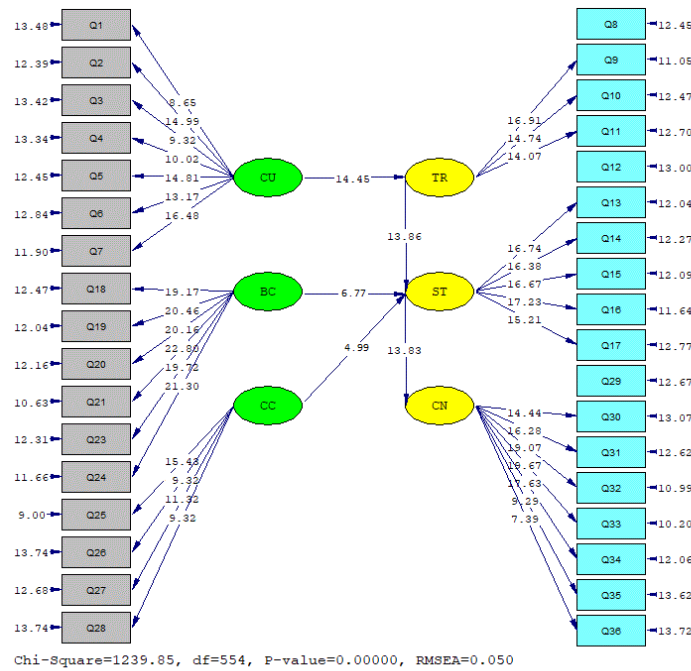 13.48 Q1 Q8 12.45
12.39 Q2 Q9 11.05
13.42 Q3 8.65 Q10 12.47
14.99 16.91
13.34 Q4 9.32 14.74 Q11 12.70
10.02 14.07
12.45 Q5 14.81 CU 14.45 TR Q12 13.00
13.17
12.84 Q6 16.48 Q13 12.04
11.90 Q7 13.86 16.74 Q14 12.27
16.38
12.47 Q18 19.17 BC 6.77 ST 16.67 Q15 12.09
20.46 17.23
12.04 Q19 20.16 15.21 Q16 11.64
12.16 Q20 22.80 4.99 13.83 Q17 12.77
19.72
10.63 Q21 21.30 CC CN Q29 12.67
14.44 Q30 13.07
12.31 Q23 16.28
11.66 Q24 15.43 19.07 Q31 12.62
9.32 19.67
9.00 Q25 11.32 17.63 Q32 10.99
9.32 9.29
13.74 Q26 7.39 Q33 10.20
12.68 Q27 Q34 12.06
13.74 Q28 Q35 13.62
Q36 13.72
Chi-Square=1239.85, df=554, P-value=0.00000, RMSEA=0.050